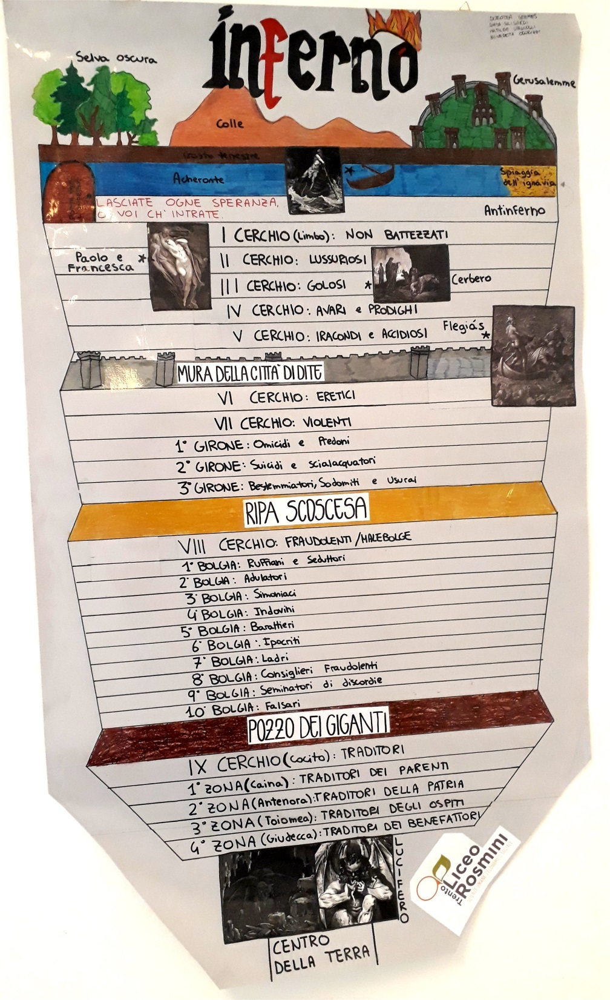 inferno
Selva oscura
Gerusalemme
Colle
Crosta terrestre
Acheronte
Spiaggia
dell'ignavia
LASCIATE OGNE SPERANZA,
O VOI CH'INTRATE.
Antinferno
I CERCHIO (Limbo): NON BATTEZZATI
Paolo e
Francesca
II CERCHIO: LUSSURIOSI
III CERCHIO: GOLOSI
Cerbero
IV CERCHIO: AVARI e PRODIGHI
V CERCHIO: IRACONDI e ACCIDIOSI
Flegiás
MURA DELLA CITTA' DI DITE
VI CERCHIO: ERETICI
VII CERCHIO: VIOLENTI
1° GIRONE: Omicidi e Predoni
2° GIRONE: Suicidi e scialacquatori
3° GIRONE: Bestemmiatori, Sodomiti e Usurai
RIPA SCOSCESA
VIII CERCHIO: FRAUDOLENTI/MALEBOLGE
1° BOLGIA: Ruffiani e Seduttori
2° BOLGIA: Adulatori
3° BOLGIA: Simoniaci
4° BOLGIA: Indovini
5° BOLGIA: Barattieri
6° BOLGIA: Ipocriti
7° BOLGIA: Ladri
8° BOLGIA: Consiglieri Fraudolenti
9° BOLGIA: Seminatori di discordie
10° BOLGIA: Falsari
POZZO DEI GIGANTI
IX CERCHIO (Cocito): TRADITORI
1° ZONA (Caina): TRADITORI DEI PARENTI
2° ZONA (Antenora): TRADITORI DELLA PATRIA
3° ZONA (Toiomea): TRADITORI DEGLI OSPITI
4° ZONA (Giudecca): TRADITORI DEI BENEFATTORI
LUCIFERO
Liceo
Rosmini
Trento
CENTRO
DELLA TERRA